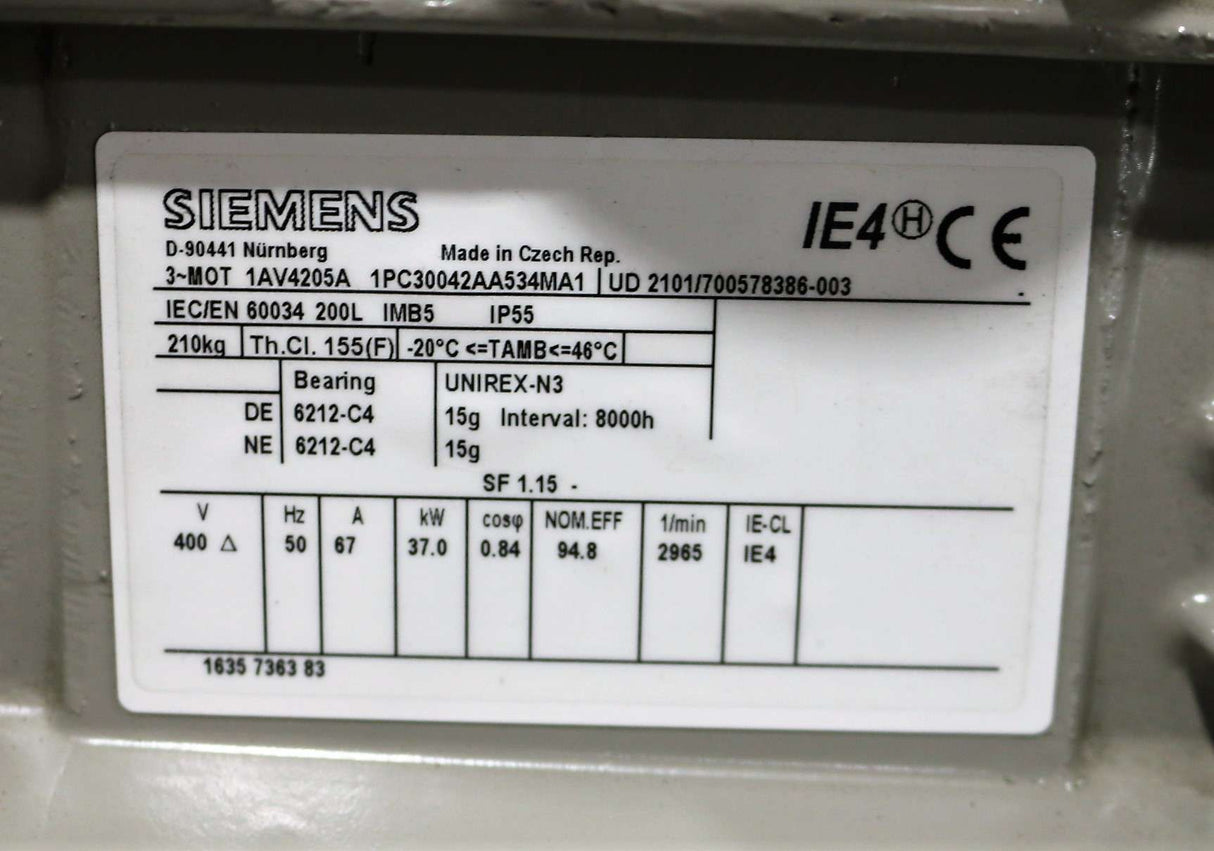 SIEMENS
IE4 Ⓗ CE
D-90441 Nürnberg Made in Czech Rep.
3~MOT 1AV4205A 1PC30042AA534MA1 UD 2101/700578386-003
IEC/EN 60034 200L IMB5 IP55
210kg Th.Cl. 155(F) -20°C <=TAMB<=46°C
Bearing UNIREX-N3
DE 6212-C4 15g Interval: 8000h
NE 6212-C4 15g
SF 1.15 -
V Hz A kW cosφ NOM.EFF 1/min IE-CL
400 Δ 50 67 37.0 0.84 94.8 2965 IE4
1635 7363 83